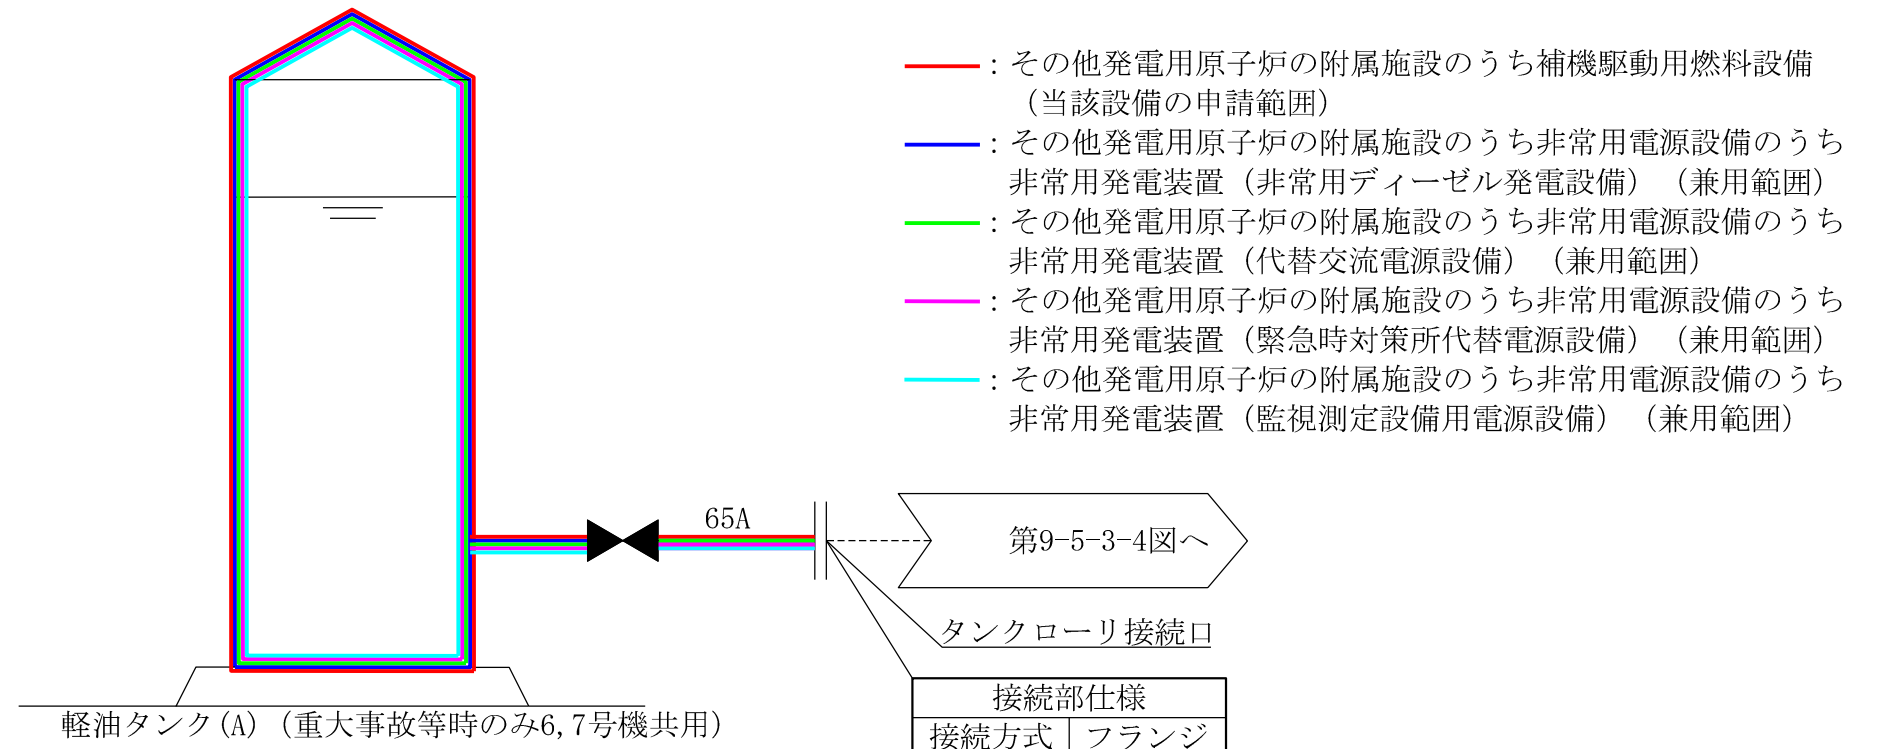 ：その他発電用原子炉の附属施設のうち補機駆動用燃料設備
（当該設備の申請範囲）
：その他発電用原子炉の附属施設のうち非常用電源設備のうち
非常用発電装置（非常用ディーゼル発電設備）（兼用範囲）
：その他発電用原子炉の附属施設のうち非常用電源設備のうち
非常用発電装置（代替交流電源設備）（兼用範囲）
：その他発電用原子炉の附属施設のうち非常用電源設備のうち
非常用発電装置（緊急時対策所代替電源設備）（兼用範囲）
：その他発電用原子炉の附属施設のうち非常用電源設備のうち
非常用発電装置（監視測定設備用電源設備）（兼用範囲）
65A
第9-5-3-4図へ
タンクローリ接続口
接続部仕様
接続方式 フランジ
軽油タンク(A)（重大事故等時のみ6,7号機共用）